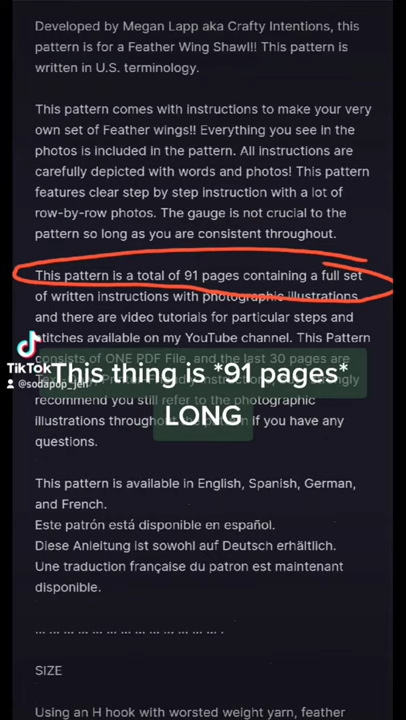 Developed by Megan Lapp aka Crafty Intentions, this
pattern is for a Feather Wing Shawl!! This pattern is
written in U.S. terminology.
This pattern comes with instructions to make your very
own set of Feather wings!! Everything you see in the
photos is included in the pattern. All instructions are
carefully depicted with words and photos! This pattern
features clear step by step instruction with a lot of
row-by-row photos. The gauge is not crucial to the
pattern so long as you are consistent throughout.
This pattern is a total of 91 pages containing a full set
of written instructions with photographic illustrations
and there are video tutorials for particular steps and
stitches available on my YouTube channel. This Pattern
consists of ONE PDF File, and the last 30 pages are
TikTok
@sodapop_jen
This thing is *91 pages*
LONG
recommend you still refer to the photographic
illustrations throughout if you have any
questions.
This pattern is available in English, Spanish, German,
and French.
Este patrón está disponible en español.
Diese Anleitung ist sowohl auf Deutsch erhältlich.
Une traduction française du patron est maintenant
disponible.
... ... ... ... ... ... ... ... ... ... ... ... ... .
SIZE
Using an H hook with worsted weight yarn, feather